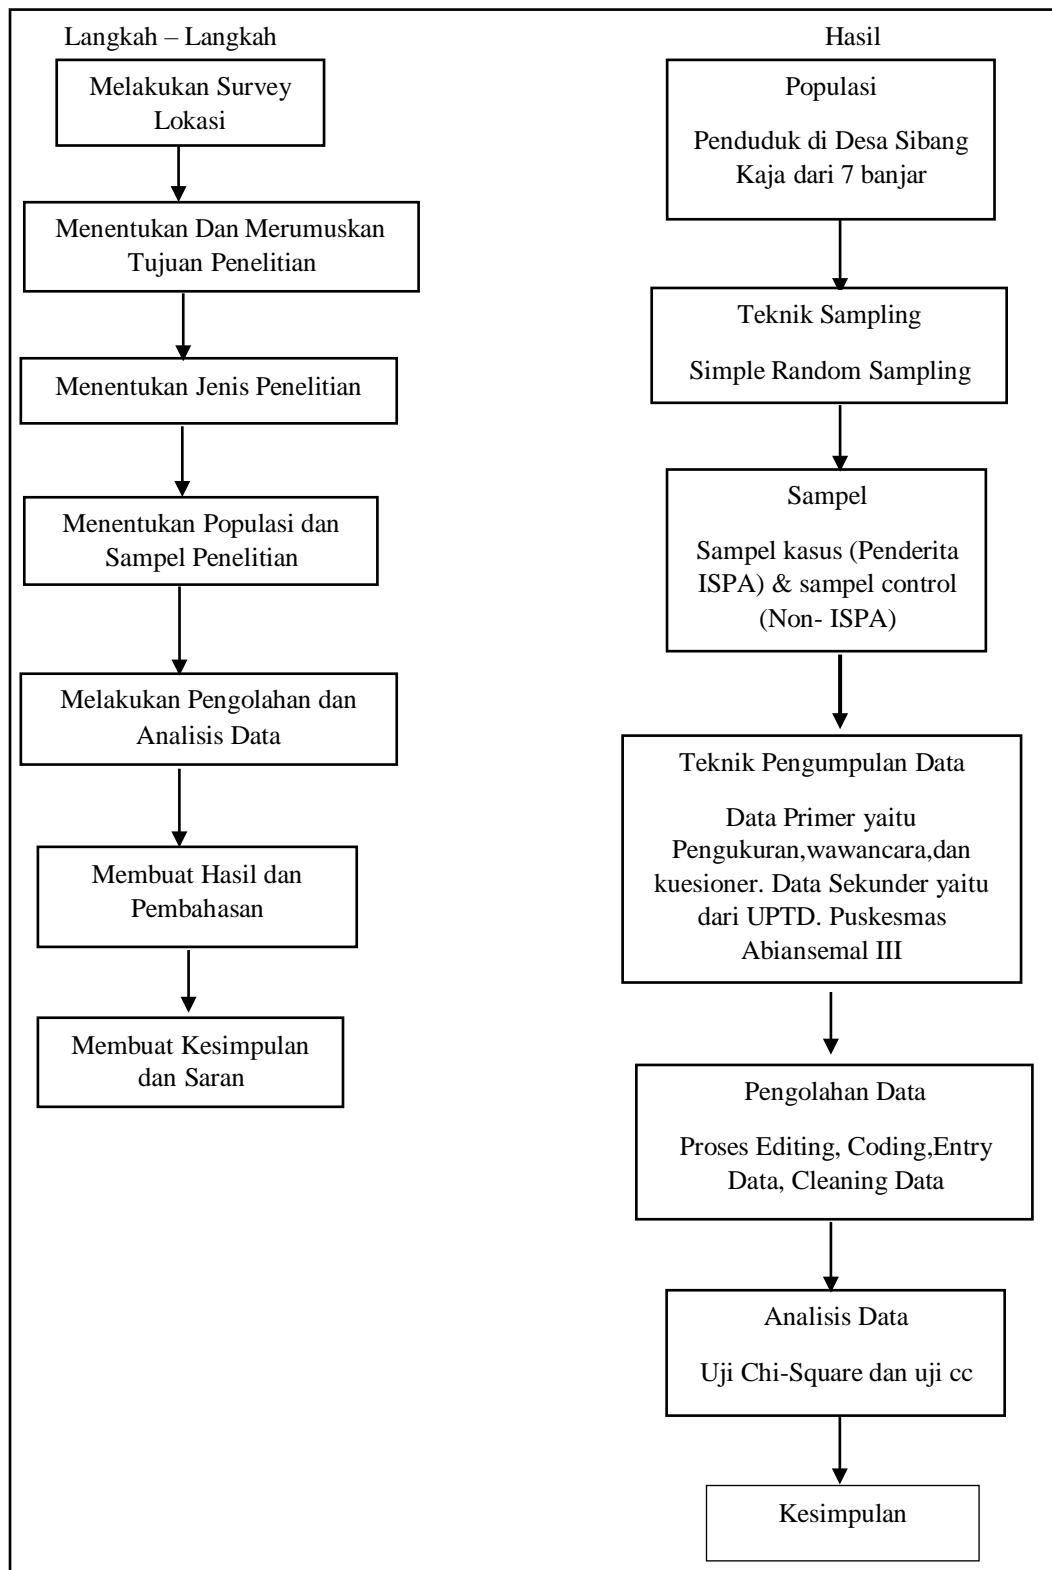 Langkah – Langkah
Melakukan Survey
Lokasi
Menentukan Dan Merumuskan
Tujuan Penelitian
Menentukan Jenis Penelitian
Menentukan Populasi dan
Sampel Penelitian
Melakukan Pengolahan dan
Analisis Data
Membuat Hasil dan
Pembahasan
Membuat Kesimpulan
dan Saran
Hasil
Populasi
Penduduk di Desa Sibang
Kaja dari 7 banjar
Teknik Sampling
Simple Random Sampling
Sampel
Sampel kasus (Penderita
ISPA) & sampel control
(Non- ISPA)
Teknik Pengumpulan Data
Data Primer yaitu
Pengukuran,wawancara,dan
kuesioner. Data Sekunder yaitu
dari UPTD. Puskesmas
Abiansemal III
Pengolahan Data
Proses Editing, Coding,Entry
Data, Cleaning Data
Analisis Data
Uji Chi-Square dan uji cc
Kesimpulan